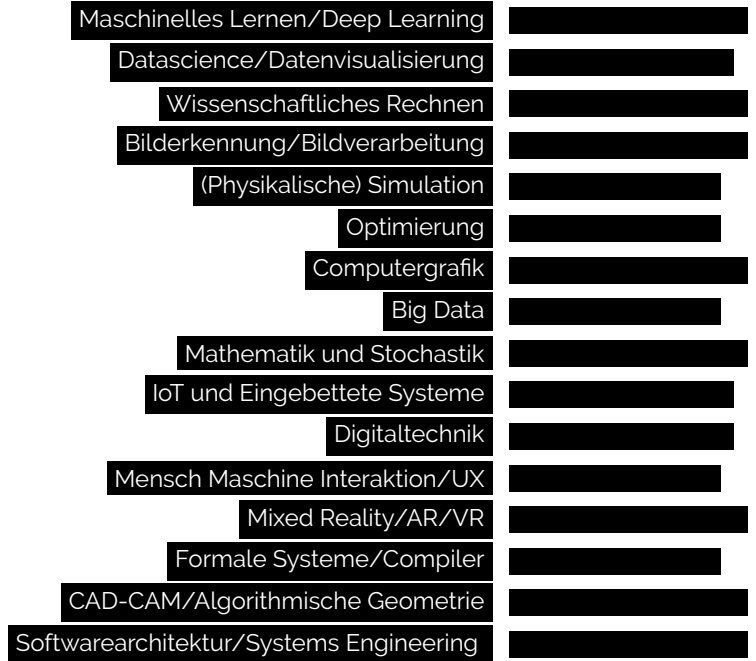 Maschinelles Lernen/Deep Learning
Datascience/Datenvisualisierung
Wissenschaftliches Rechnen
Bilderkennung/Bildverarbeitung
(Physikalische) Simulation
Optimierung
Computergrafik
Big Data
Mathematik und Stochastik
IoT und Eingebettete Systeme
Digitaltechnik
Mensch Maschine Interaktion/UX
Mixed Reality/AR/VR
Formale Systeme/Compiler
CAD-CAM/Algorithmische Geometrie
Softwarearchitektur/Systems Engineering